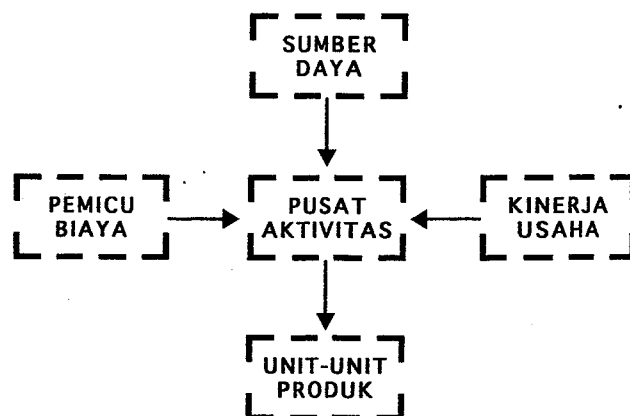 SUMBER
DAYA
PEMICU
BIAYA
PUSAT
AKTIVITAS
KINERJA
USAHA
UNIT-UNIT
PRODUK